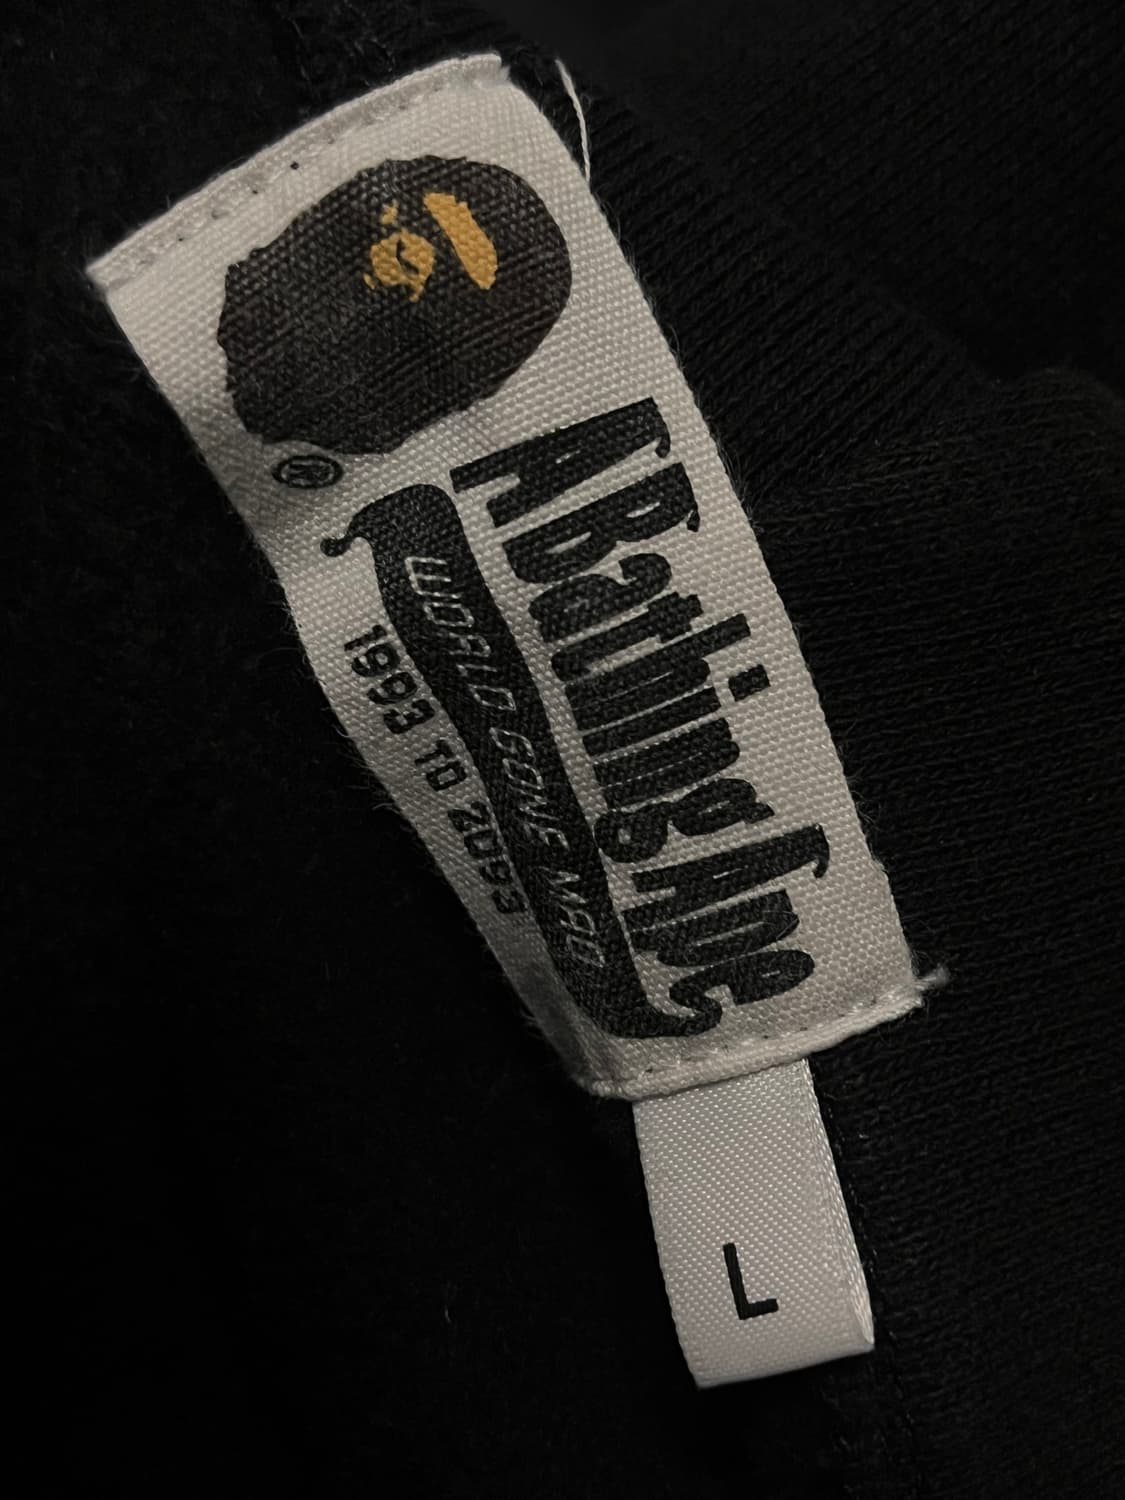 ®
A Bathing Ape
WORLD GONE MAD
1993 TO 2093
L